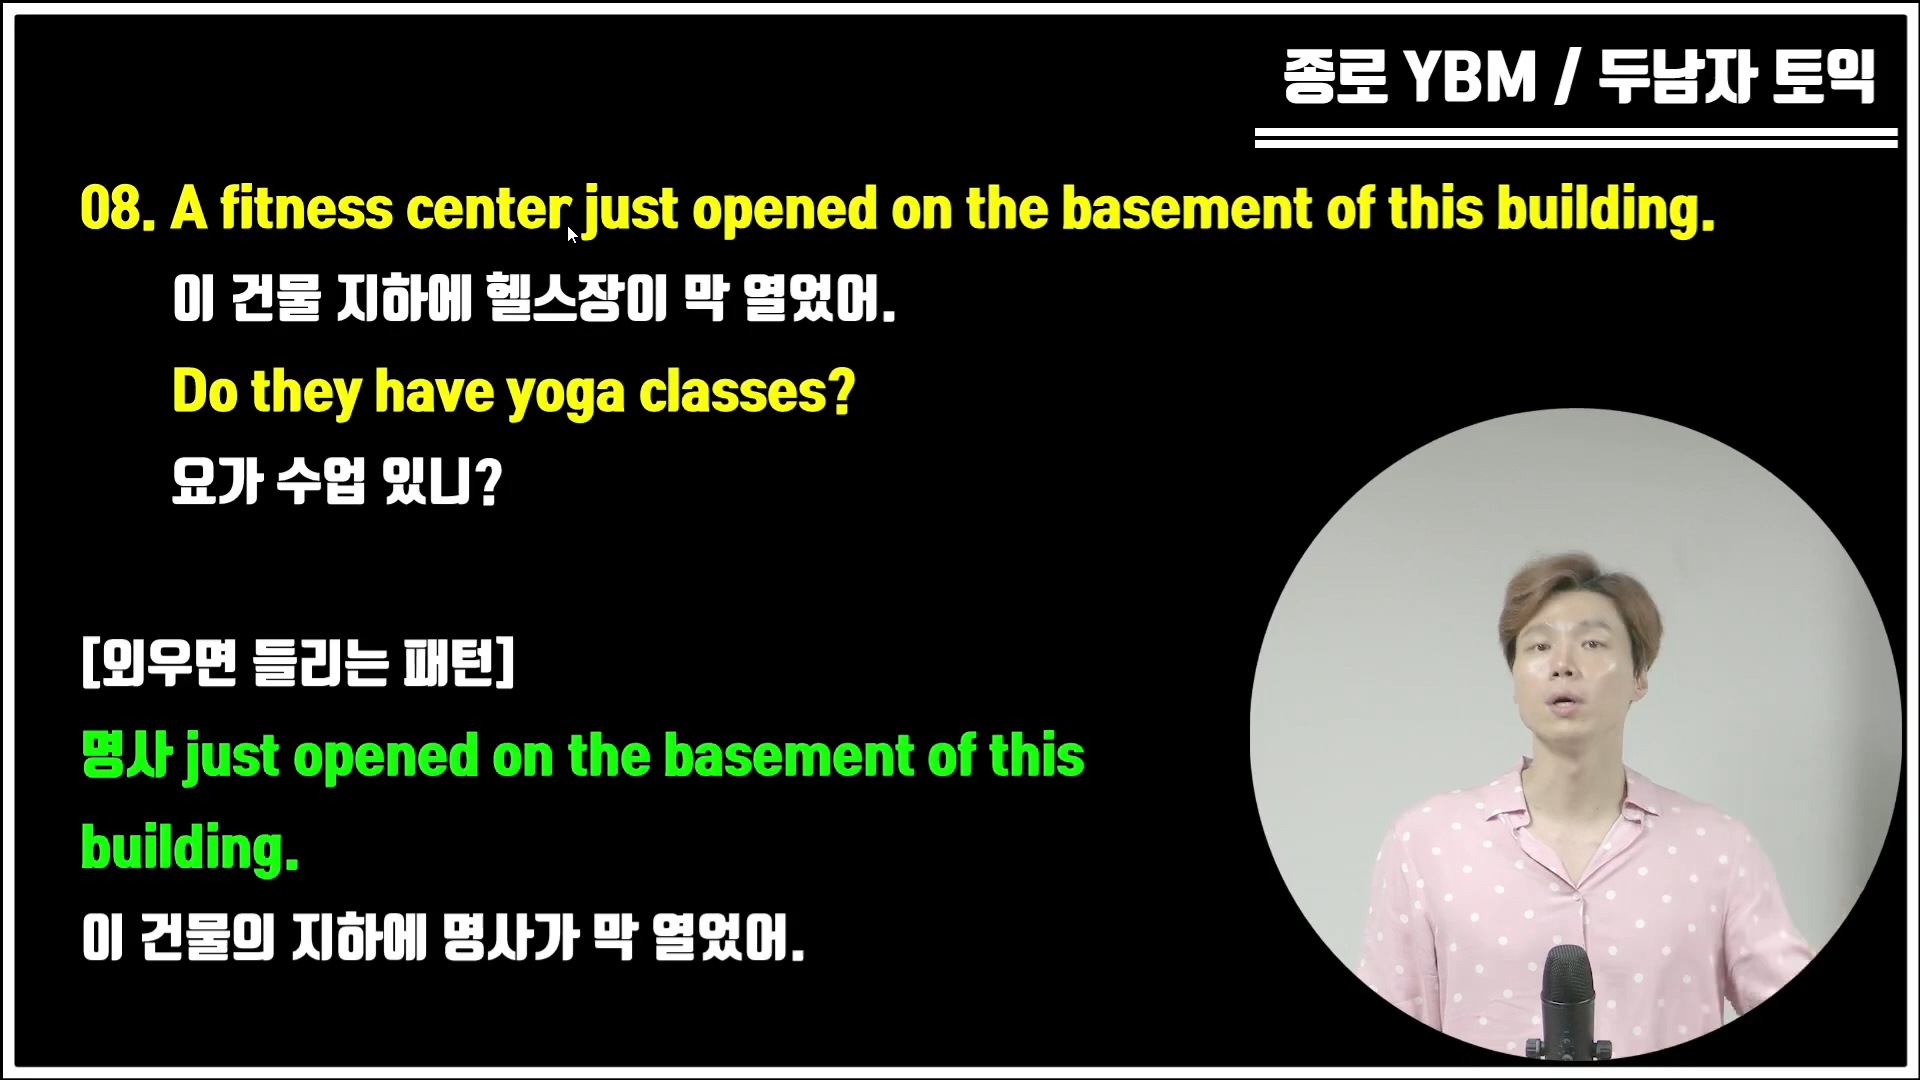 종로 YBM / 두남자 토익
08. A fitness center just opened on the basement of this building.
이 건물 지하에 헬스장이 막 열었어.
Do they have yoga classes?
요가 수업 있니?
[외우면 들리는 패턴]
명사 just opened on the basement of this
building.
이 건물의 지하에 명사가 막 열었어.